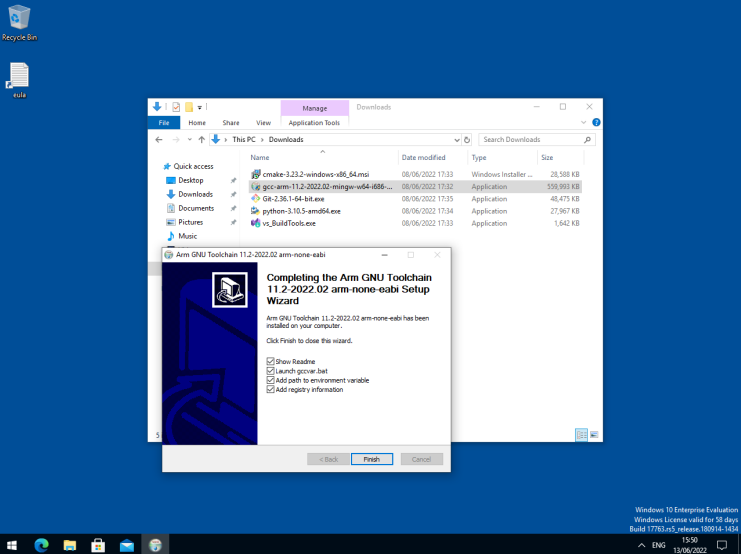 Recycle Bin
eula
Manage
Downloads
File
Home
Share
View
Application Tools
This PC > Downloads
Search Downloads
Name
Date modified
Type
Size
Quick access
Desktop
Downloads
Documents
Pictures
Music
cmake-3.23.2-windows-x86_64.msi 08/06/2022 17:33 Windows Installer ... 28,588 KB
gcc-arm-11.2-2022.02-mingw-w64-i686-... 08/06/2022 17:32 Application 559,993 KB
Git-2.36.1-64-bit.exe 08/06/2022 17:35 Application 48,475 KB
python-3.10.5-amd64.exe 08/06/2022 17:34 Application 27,967 KB
vs_BuildTools.exe 08/06/2022 17:33 Application 1,642 KB
5
Arm GNU Toolchain 11.2-2022.02 arm-none-eabi
Completing the Arm GNU Toolchain
11.2-2022.02 arm-none-eabi Setup
Wizard
Arm GNU Toolchain 11.2-2022.02 arm-none-eabi has been
installed on your computer.
Click Finish to close this wizard.
Show Readme
Launch gccvar.bat
Add path to environment variable
Add registry information
< Back
Finish
Cancel
Windows 10 Enterprise Evaluation
Windows License valid for 58 days
Build 17763.rs5_release.180914-1434
ENG
15:50
13/06/2022